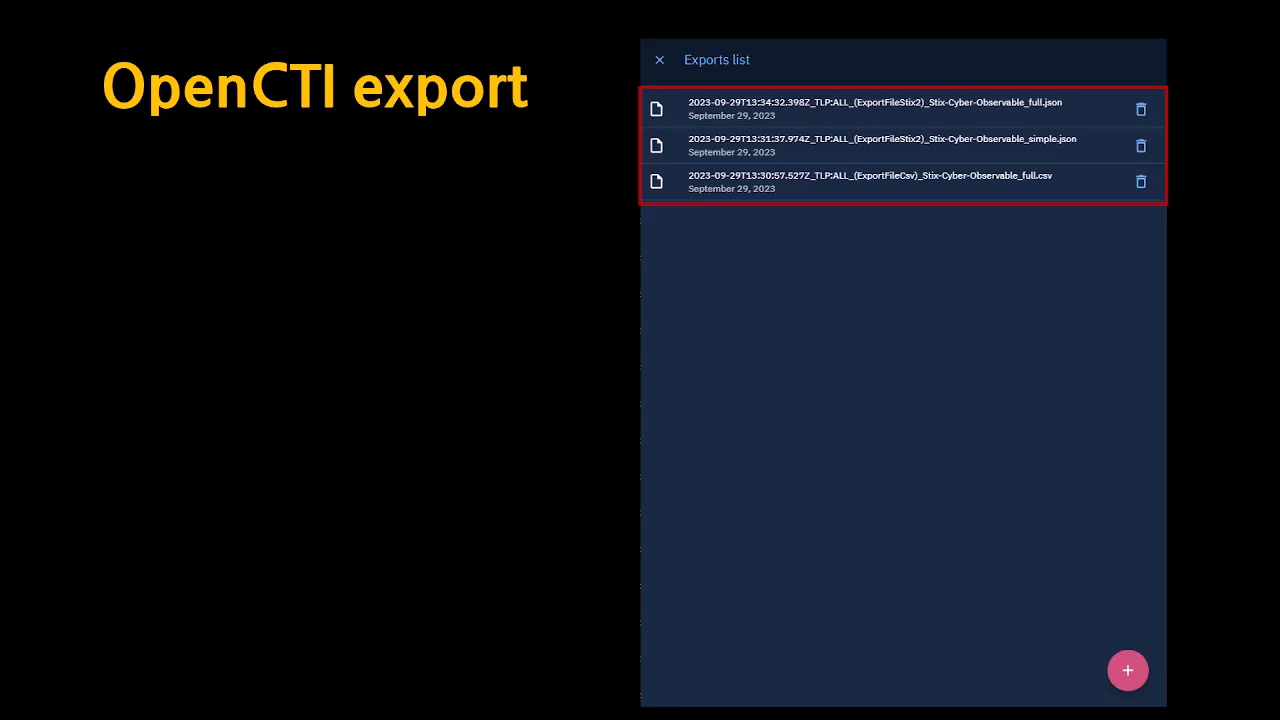 OpenCTI export
Exports list
2023-09-29T13:34:32.398Z_TLP:ALL_(ExportFileStix2)_Stix-Cyber-Observable_full.json
September 29, 2023
2023-09-29T13:31:37.974Z_TLP:ALL_(ExportFileStix2)_Stix-Cyber-Observable_simple.json
September 29, 2023
2023-09-29T13:30:57.527Z_TLP:ALL_(ExportFileCsv)_Stix-Cyber-Observable_full.csv
September 29, 2023